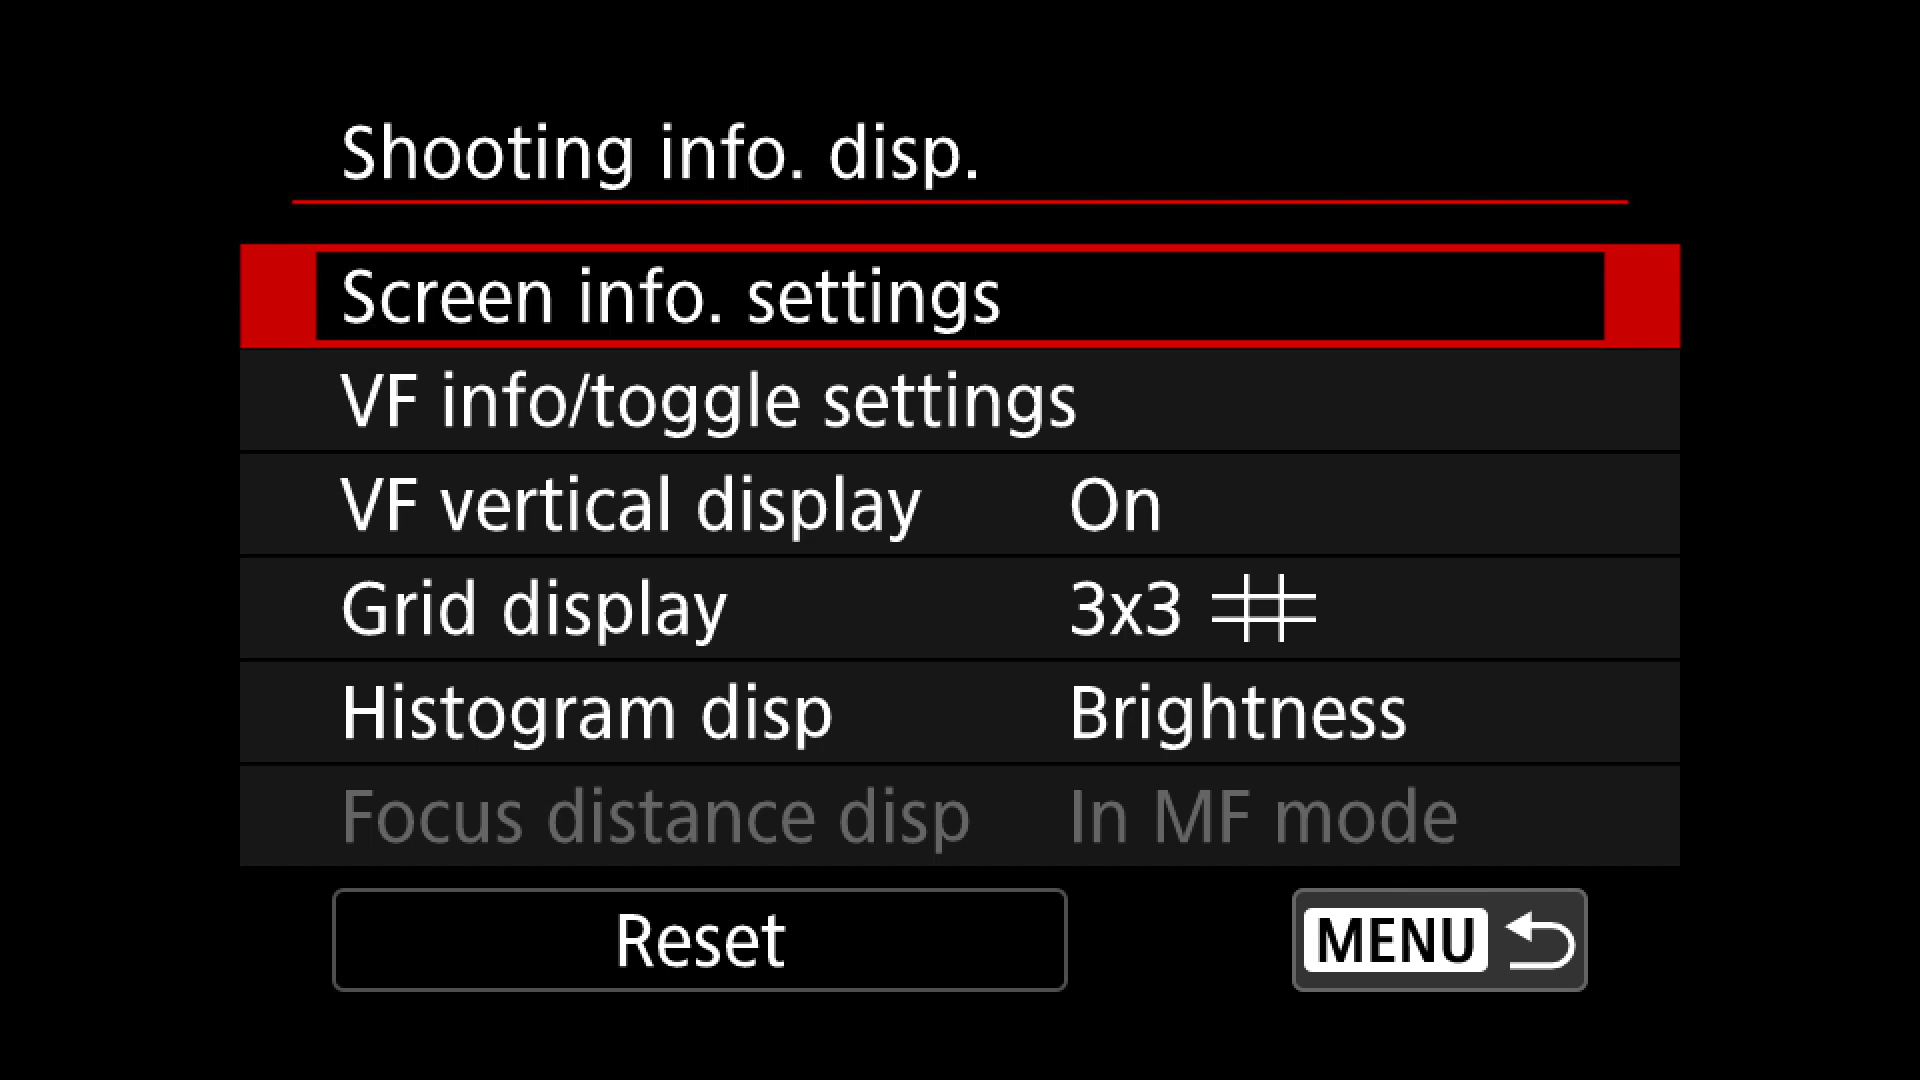 Shooting info. disp.
Screen info. settings
VF info/toggle settings
VF vertical display On
Grid display 3x3
Histogram disp Brightness
Focus distance disp In MF mode
Reset MENU